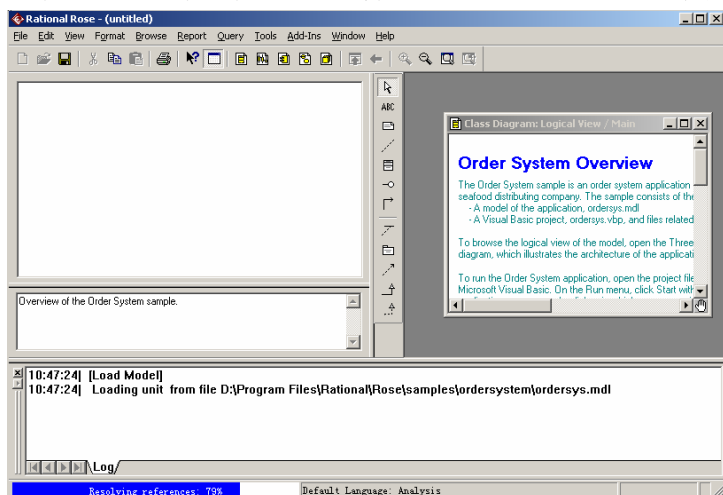 Rational Rose - (untitled)
File Edit View Format Browse Report Query Tools Add-Ins Window Help
ABC
Class Diagram: Logical View / Main
Order System Overview
The Order System sample is an order system application
seafood distributing company. The sample consists of the
- A model of the application, ordersys.mdl
- A Visual Basic project, ordersys.vbp, and files related
To browse the logical view of the model, open the Three
diagram, which illustrates the architecture of the applicati
To run the Order System application, open the project file
Microsoft Visual Basic. On the Run menu, click Start with
Overview of the Order System sample.
10:47:24| [Load Model]
10:47:24| Loading unit from file D:\Program Files\Rational\Rose\samples\ordersystem\ordersys.mdl
Log
Resolving references: 79% Default Language: Analysis